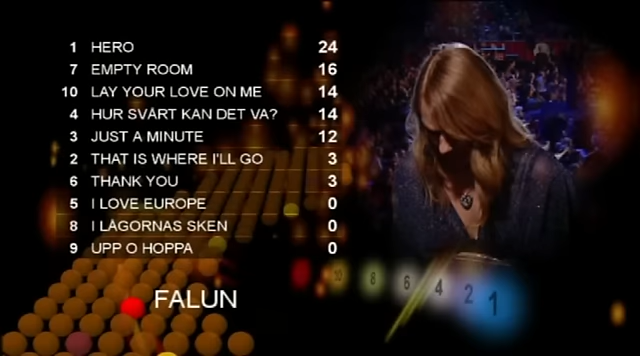 1 HERO 24
7 EMPTY ROOM 16
10 LAY YOUR LOVE ON ME 14
4 HUR SVÅRT KAN DET VA? 14
3 JUST A MINUTE 12
2 THAT IS WHERE I'LL GO 3
6 THANK YOU 3
5 I LOVE EUROPE 0
8 I LÅGORNAS SKEN 0
9 UPP O HOPPA 0
10 8 6 4 2 1
FALUN